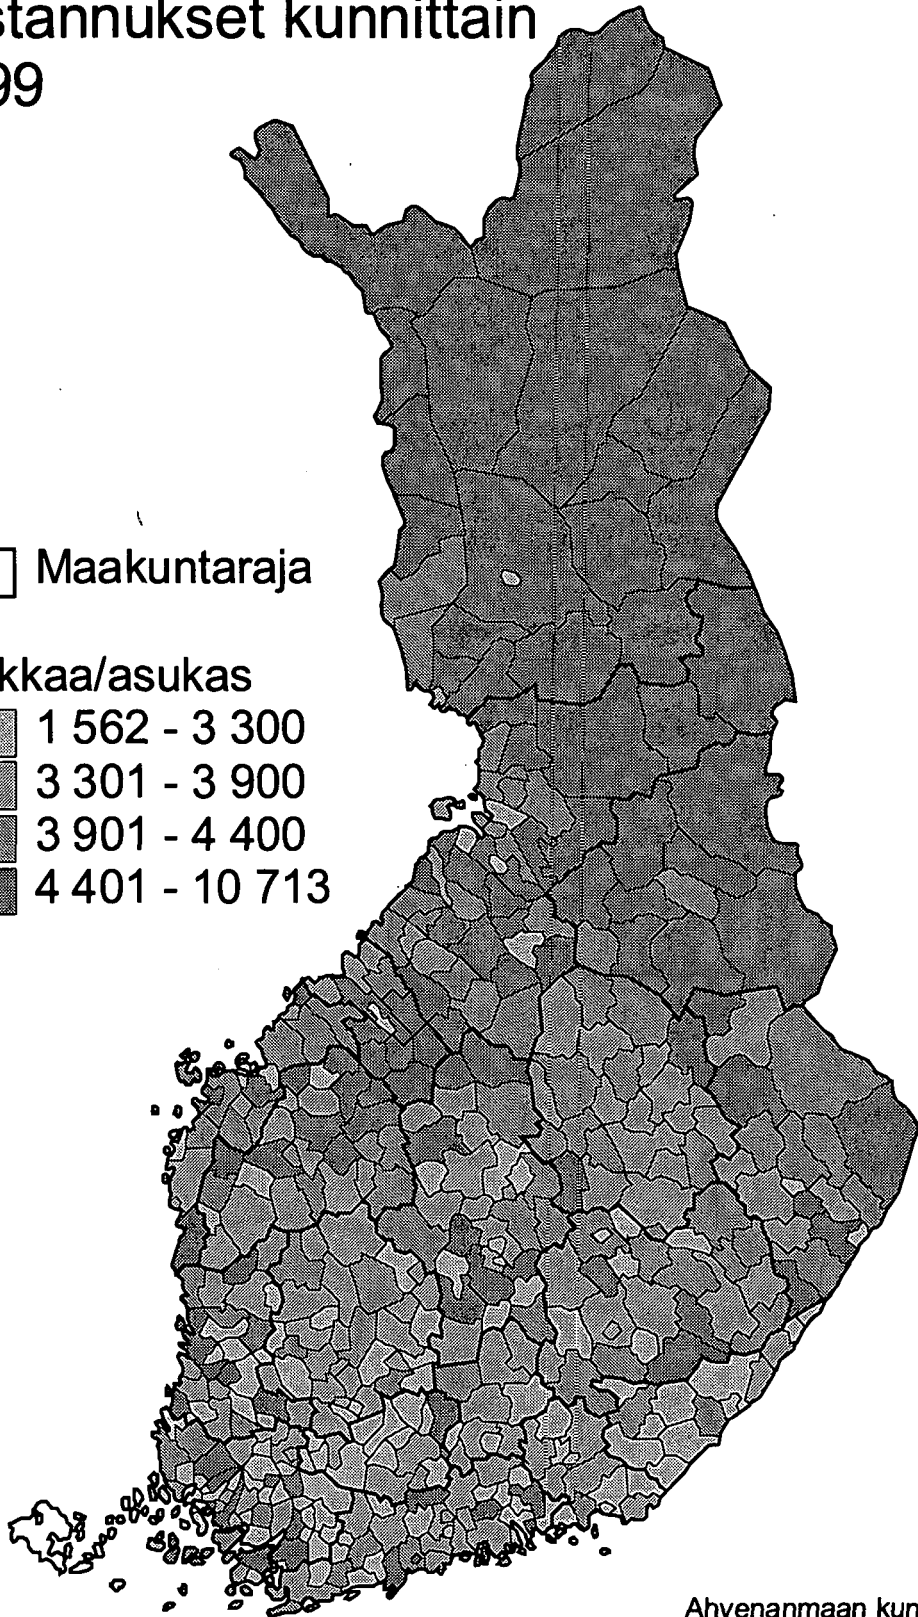 stannukset kunnittain
99
Maakuntaraja
kkaa/asukas
1 562 - 3 300
3 301 - 3 900
3 901 - 4 400
4 401 - 10 713
Ahvenanmaan kun